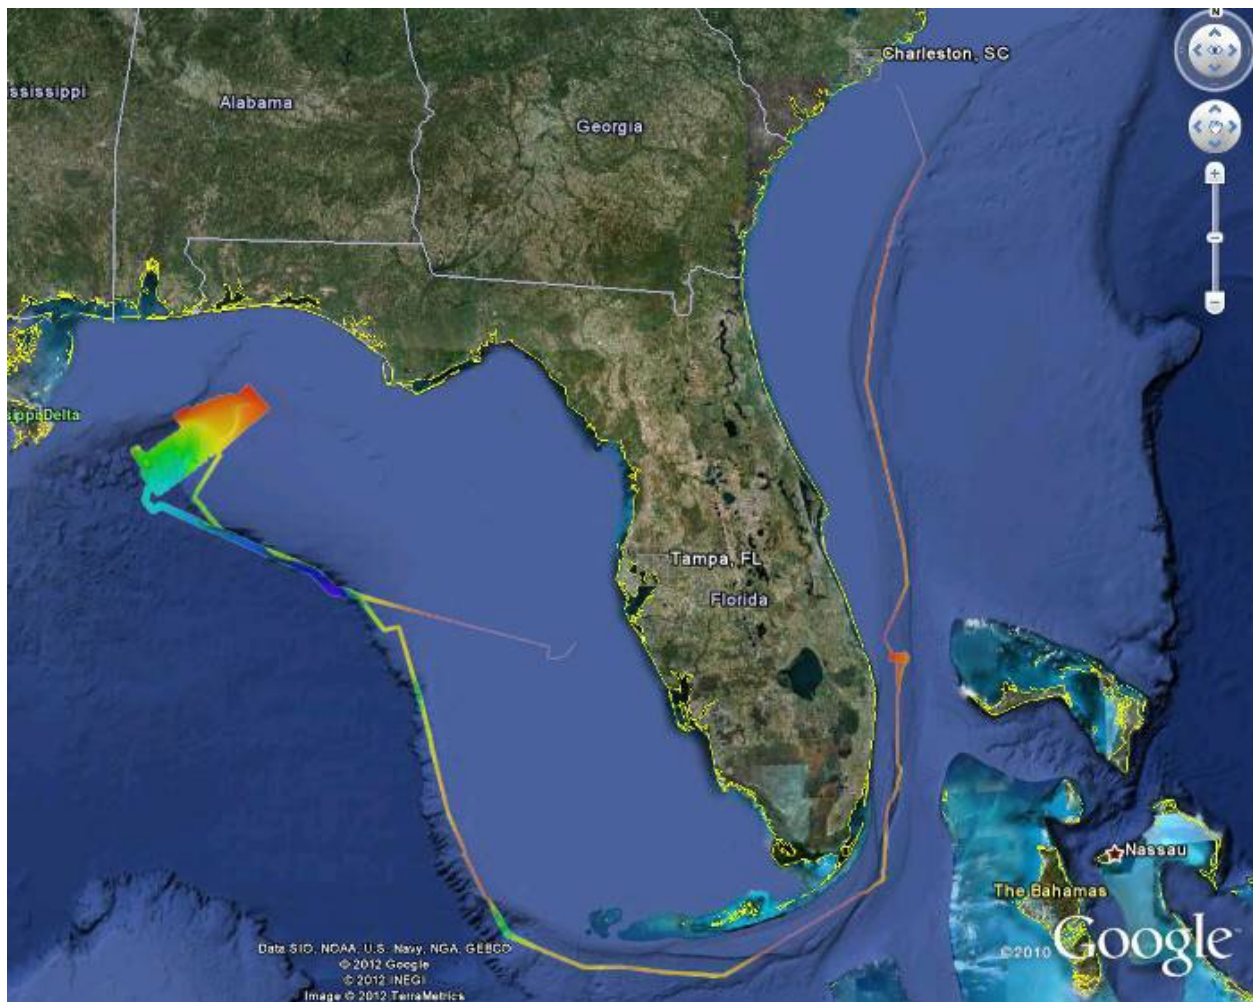 N
Charleston, SC
ssissippi
Alabama
Georgia
sippi Delta
Tampa, FL
Florida
Nassau
The Bahamas
Data SIO, NOAA, U.S. Navy, NGA, GEBCO
© 2012 Google
© 2012 INEGI
Image © 2012 TerraMetrics
©2010 Google